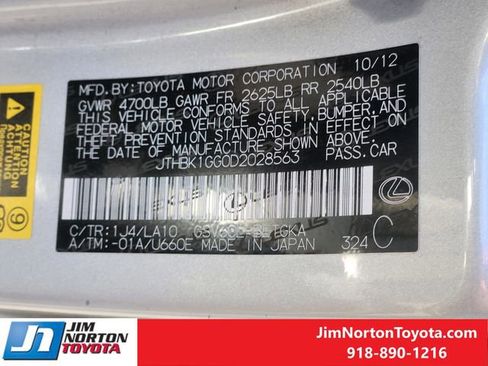 MFD. BY: TOYOTA MOTOR CORPORATION 10/12
GVWR 4700LB GAWR FR 2625LB RR 2540LB
THIS VEHICLE CONFORMS TO ALL APPLICABLE
FEDERAL MOTOR VEHICLE SAFETY, BUMPER, AND
THEFT PREVENTION STANDARDS IN EFFECT ON
THE DATE OF MANUFACTURE SHOWN ABOVE.
JTHBK1GG0D2028563 PASS. CAR
C/TR: 1J4/LA10
A/TM: -01A/U660E MADE IN JAPAN 324 C
JIM NORTON TOYOTA
JimNortonToyota.com
918-890-1216